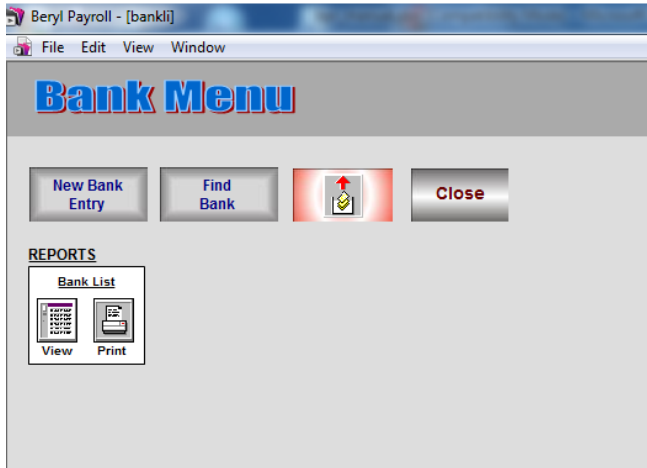 Beryl Payroll - [bankli]
File Edit View Window
Bank Menu
New Bank
Entry
Find
Bank
Close
REPORTS
Bank List
View Print